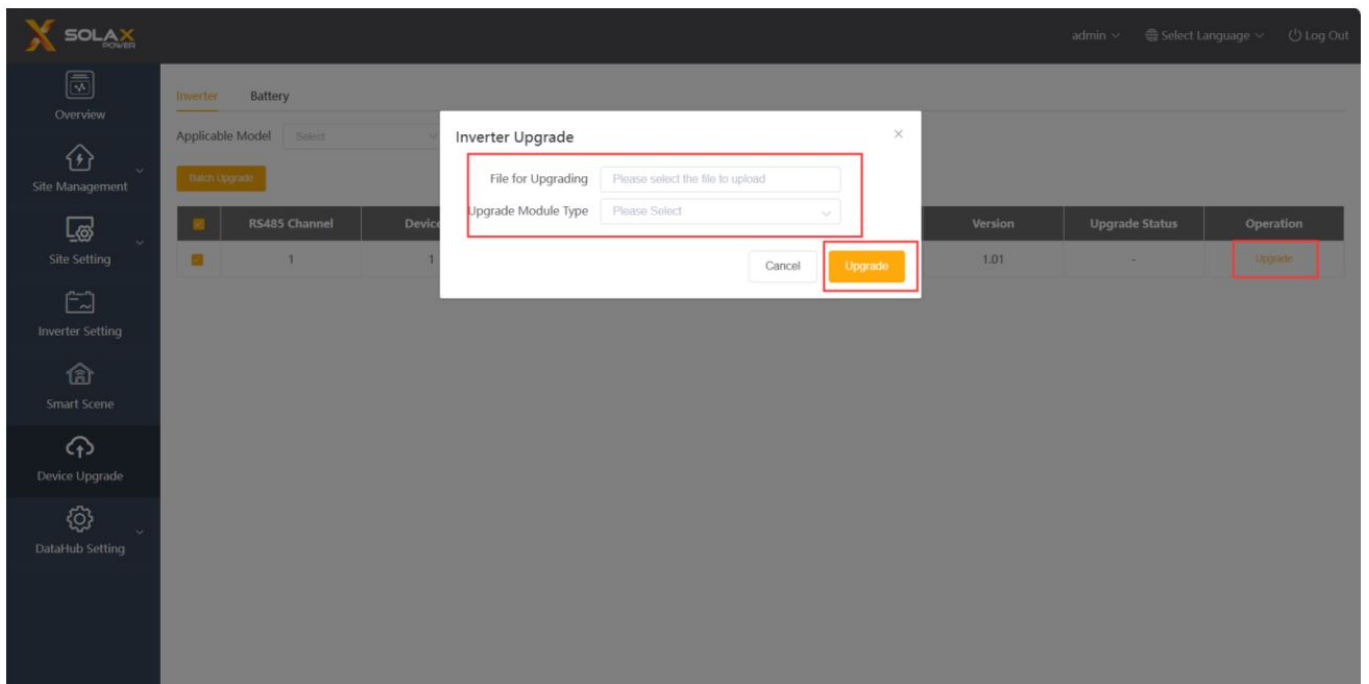 SOLAX
POWER
admin
Select Language
Log Out
Overview
Site Management
Site Setting
Inverter Setting
Smart Scene
Device Upgrade
DataHub Setting
Inverter Battery
Applicable Model Select
Batch Upgrade
RS485 Channel Version Upgrade Status Operation
1 1 1.01 - Upgrade
Inverter Upgrade
File for Upgrading Please select the file to upload
Upgrade Module Type Please Select
Cancel Upgrade